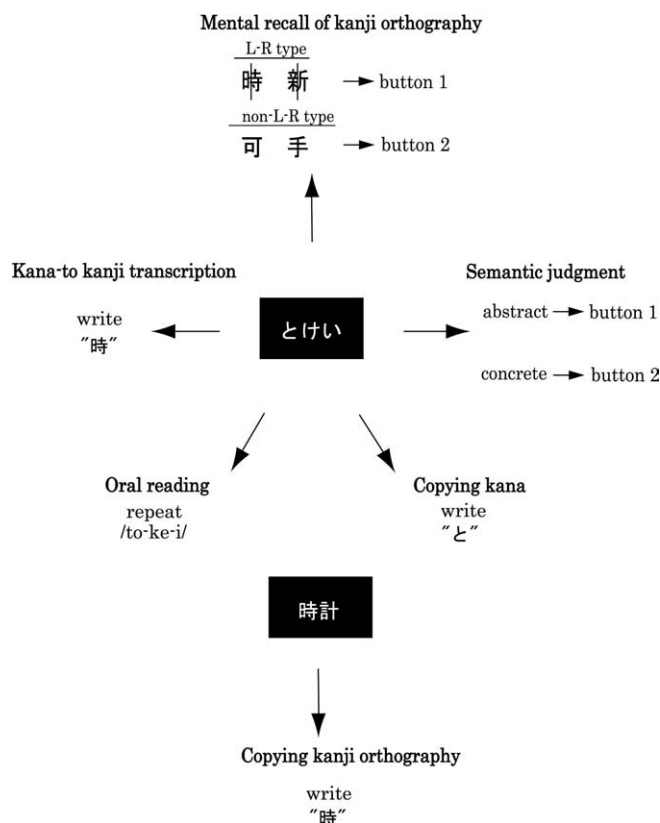 Mental recall of kanji orthography
L-R type
時 新 → button 1
non-L-R type
可 手 → button 2
Kana-to kanji transcription
write
"時"
とけい
Semantic judgment
abstract → button 1
concrete → button 2
Oral reading
repeat
/to-ke-i/
Copying kana
write
"と"
時計
Copying kanji orthography
write
"時"